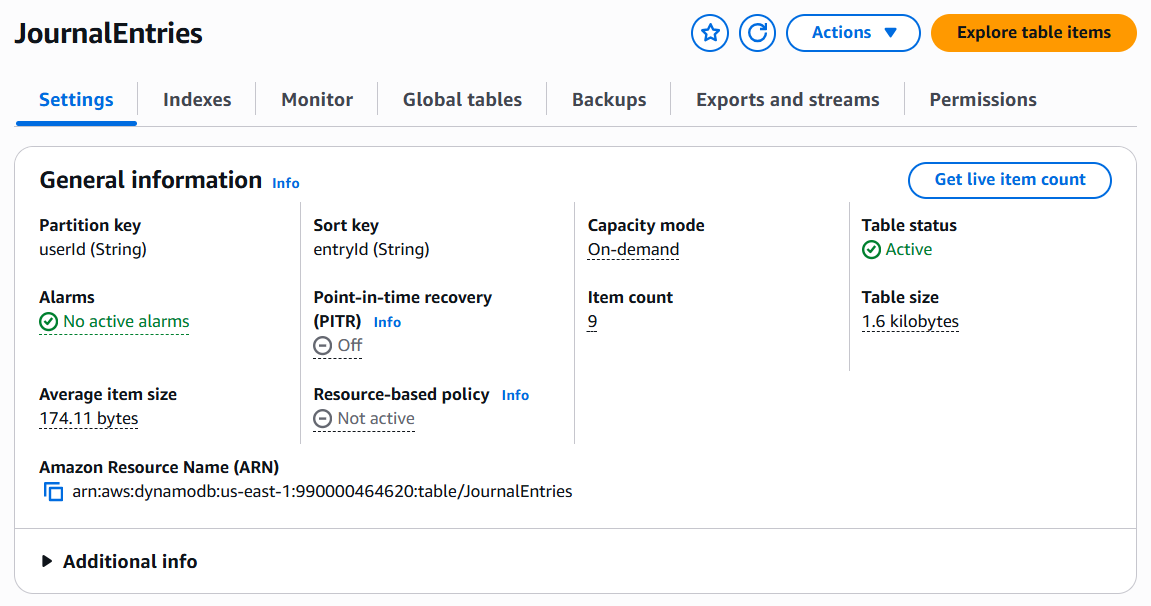 JournalEntries
Actions
Explore table items
Settings
Indexes
Monitor
Global tables
Backups
Exports and streams
Permissions
General information Info
Get live item count
Partition key
userId (String)
Sort key
entryId (String)
Capacity mode
On-demand
Table status
Active
Alarms
No active alarms
Point-in-time recovery
(PITR) Info
Off
Item count
9
Table size
1.6 kilobytes
Average item size
174.11 bytes
Resource-based policy Info
Not active
Amazon Resource Name (ARN)
arn:aws:dynamodb:us-east-1:990000464620:table/JournalEntries
Additional info